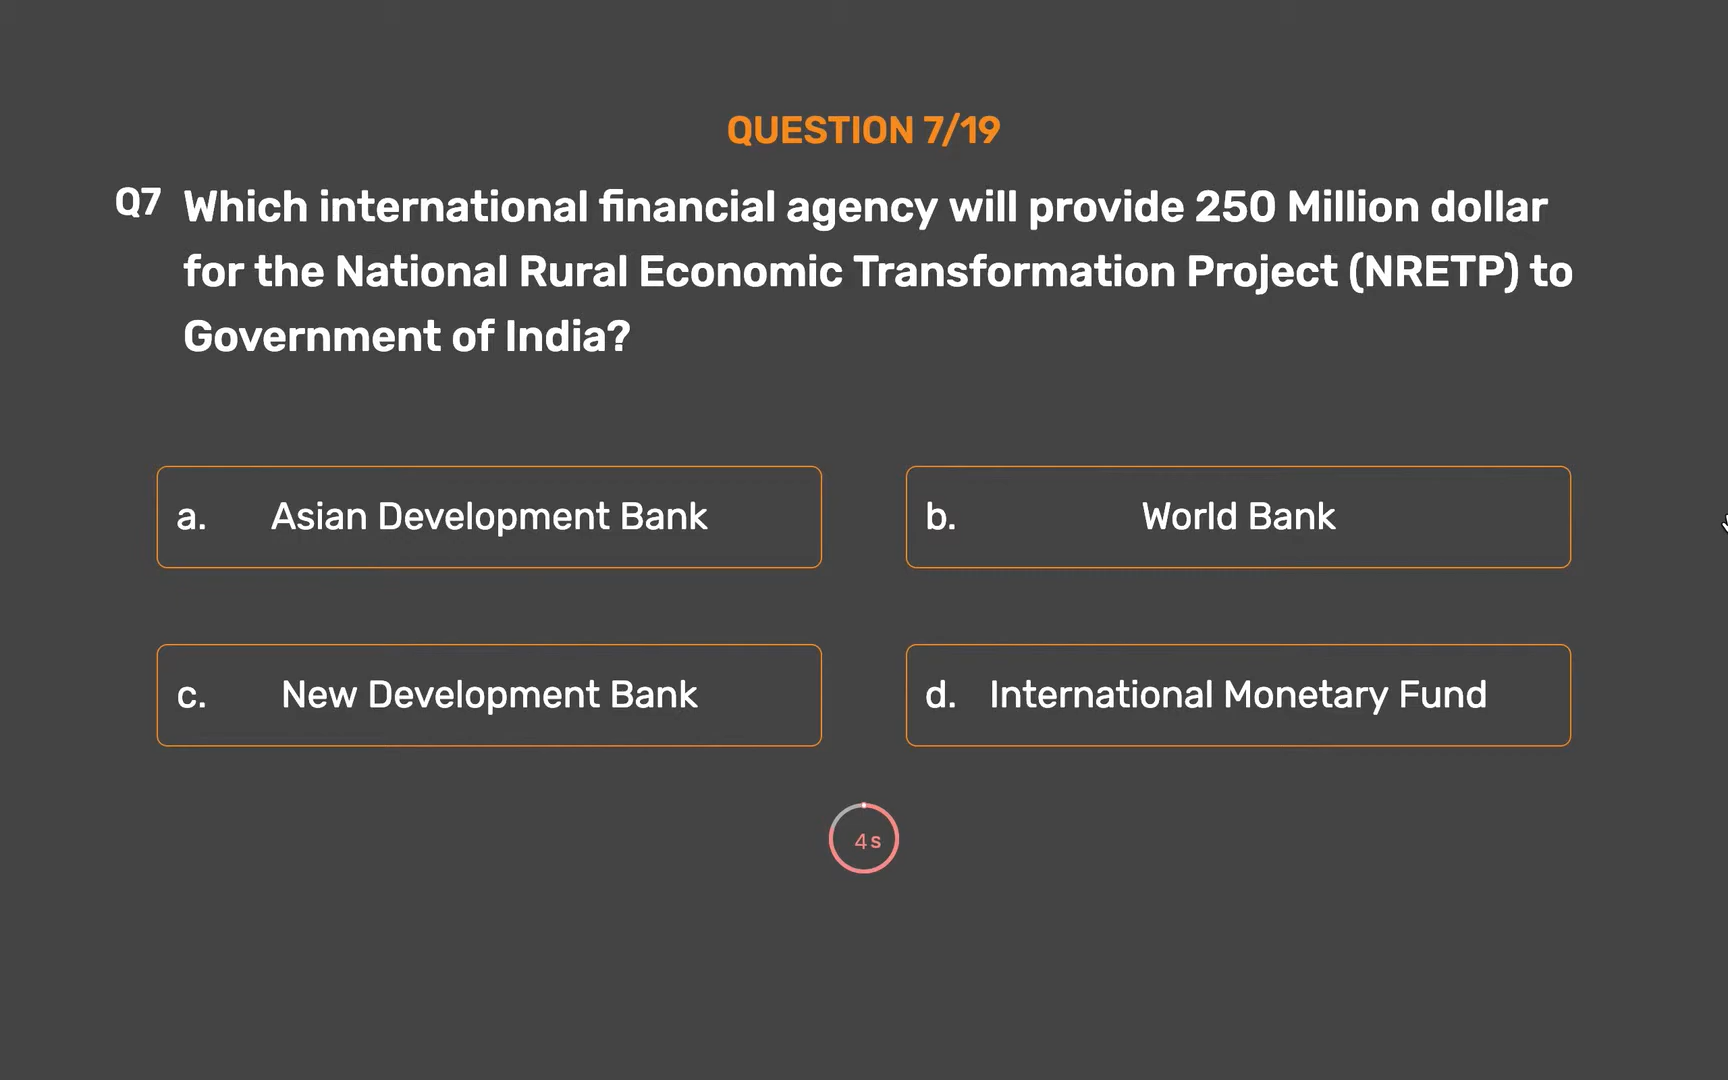 QUESTION 7/19
Q7 Which international financial agency will provide 250 Million dollar
for the National Rural Economic Transformation Project (NRETP) to
Government of India?
a. Asian Development Bank
b. World Bank
c. New Development Bank
d. International Monetary Fund
4s